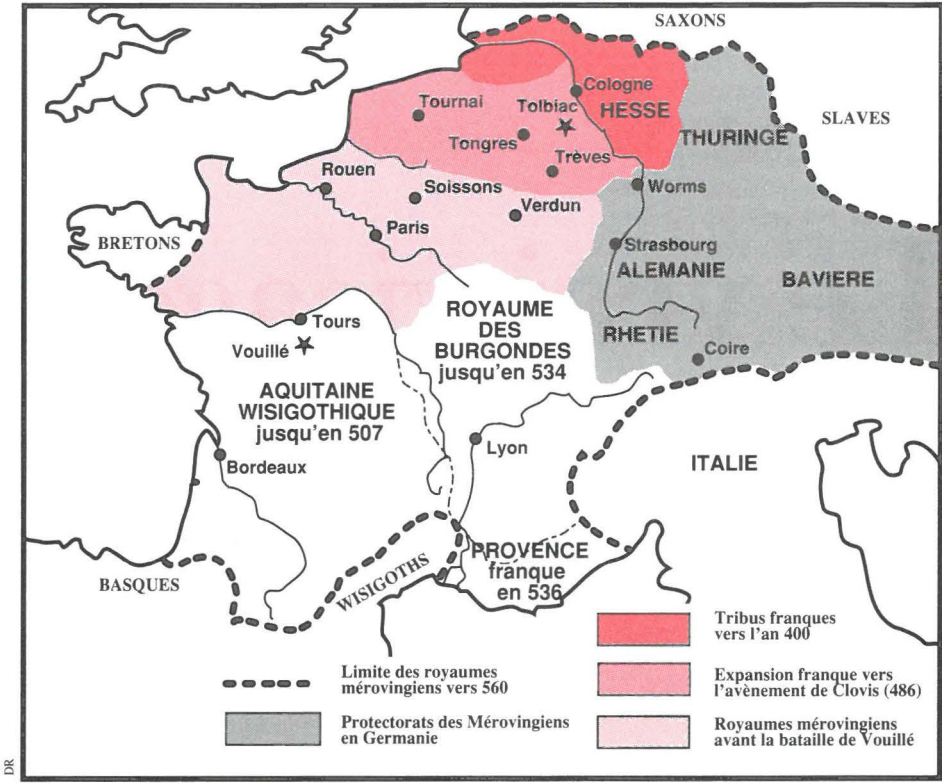 SAXONS
Cologne
HESSE
Tournai
Tolbiac
Tongres
Trèves
THURINGE
SLAVES
Rouen
Soissons
Verdun
Worms
Paris
BRETONS
Strasbourg
ALEMANIE
BAVIERE
ROYAUME
DES
BURGONDES
jusqu'en 534
RHETIE
Coire
Tours
Vouillé
AQUITAINE
WISIGOTHIQUE
jusqu'en 507
Lyon
Bordeaux
ITALIE
BASQUES
WISIGOTHS
PROVENCE
franque
en 536
Limite des royaumes
mérovingiens vers 560
Protectorats des Mérovingiens
en Germanie
Tribus franques
vers l'an 400
Expansion franque vers
l'avènement de Clovis (486)
Royaumes mérovingiens
avant la bataille de Vouillé
DR